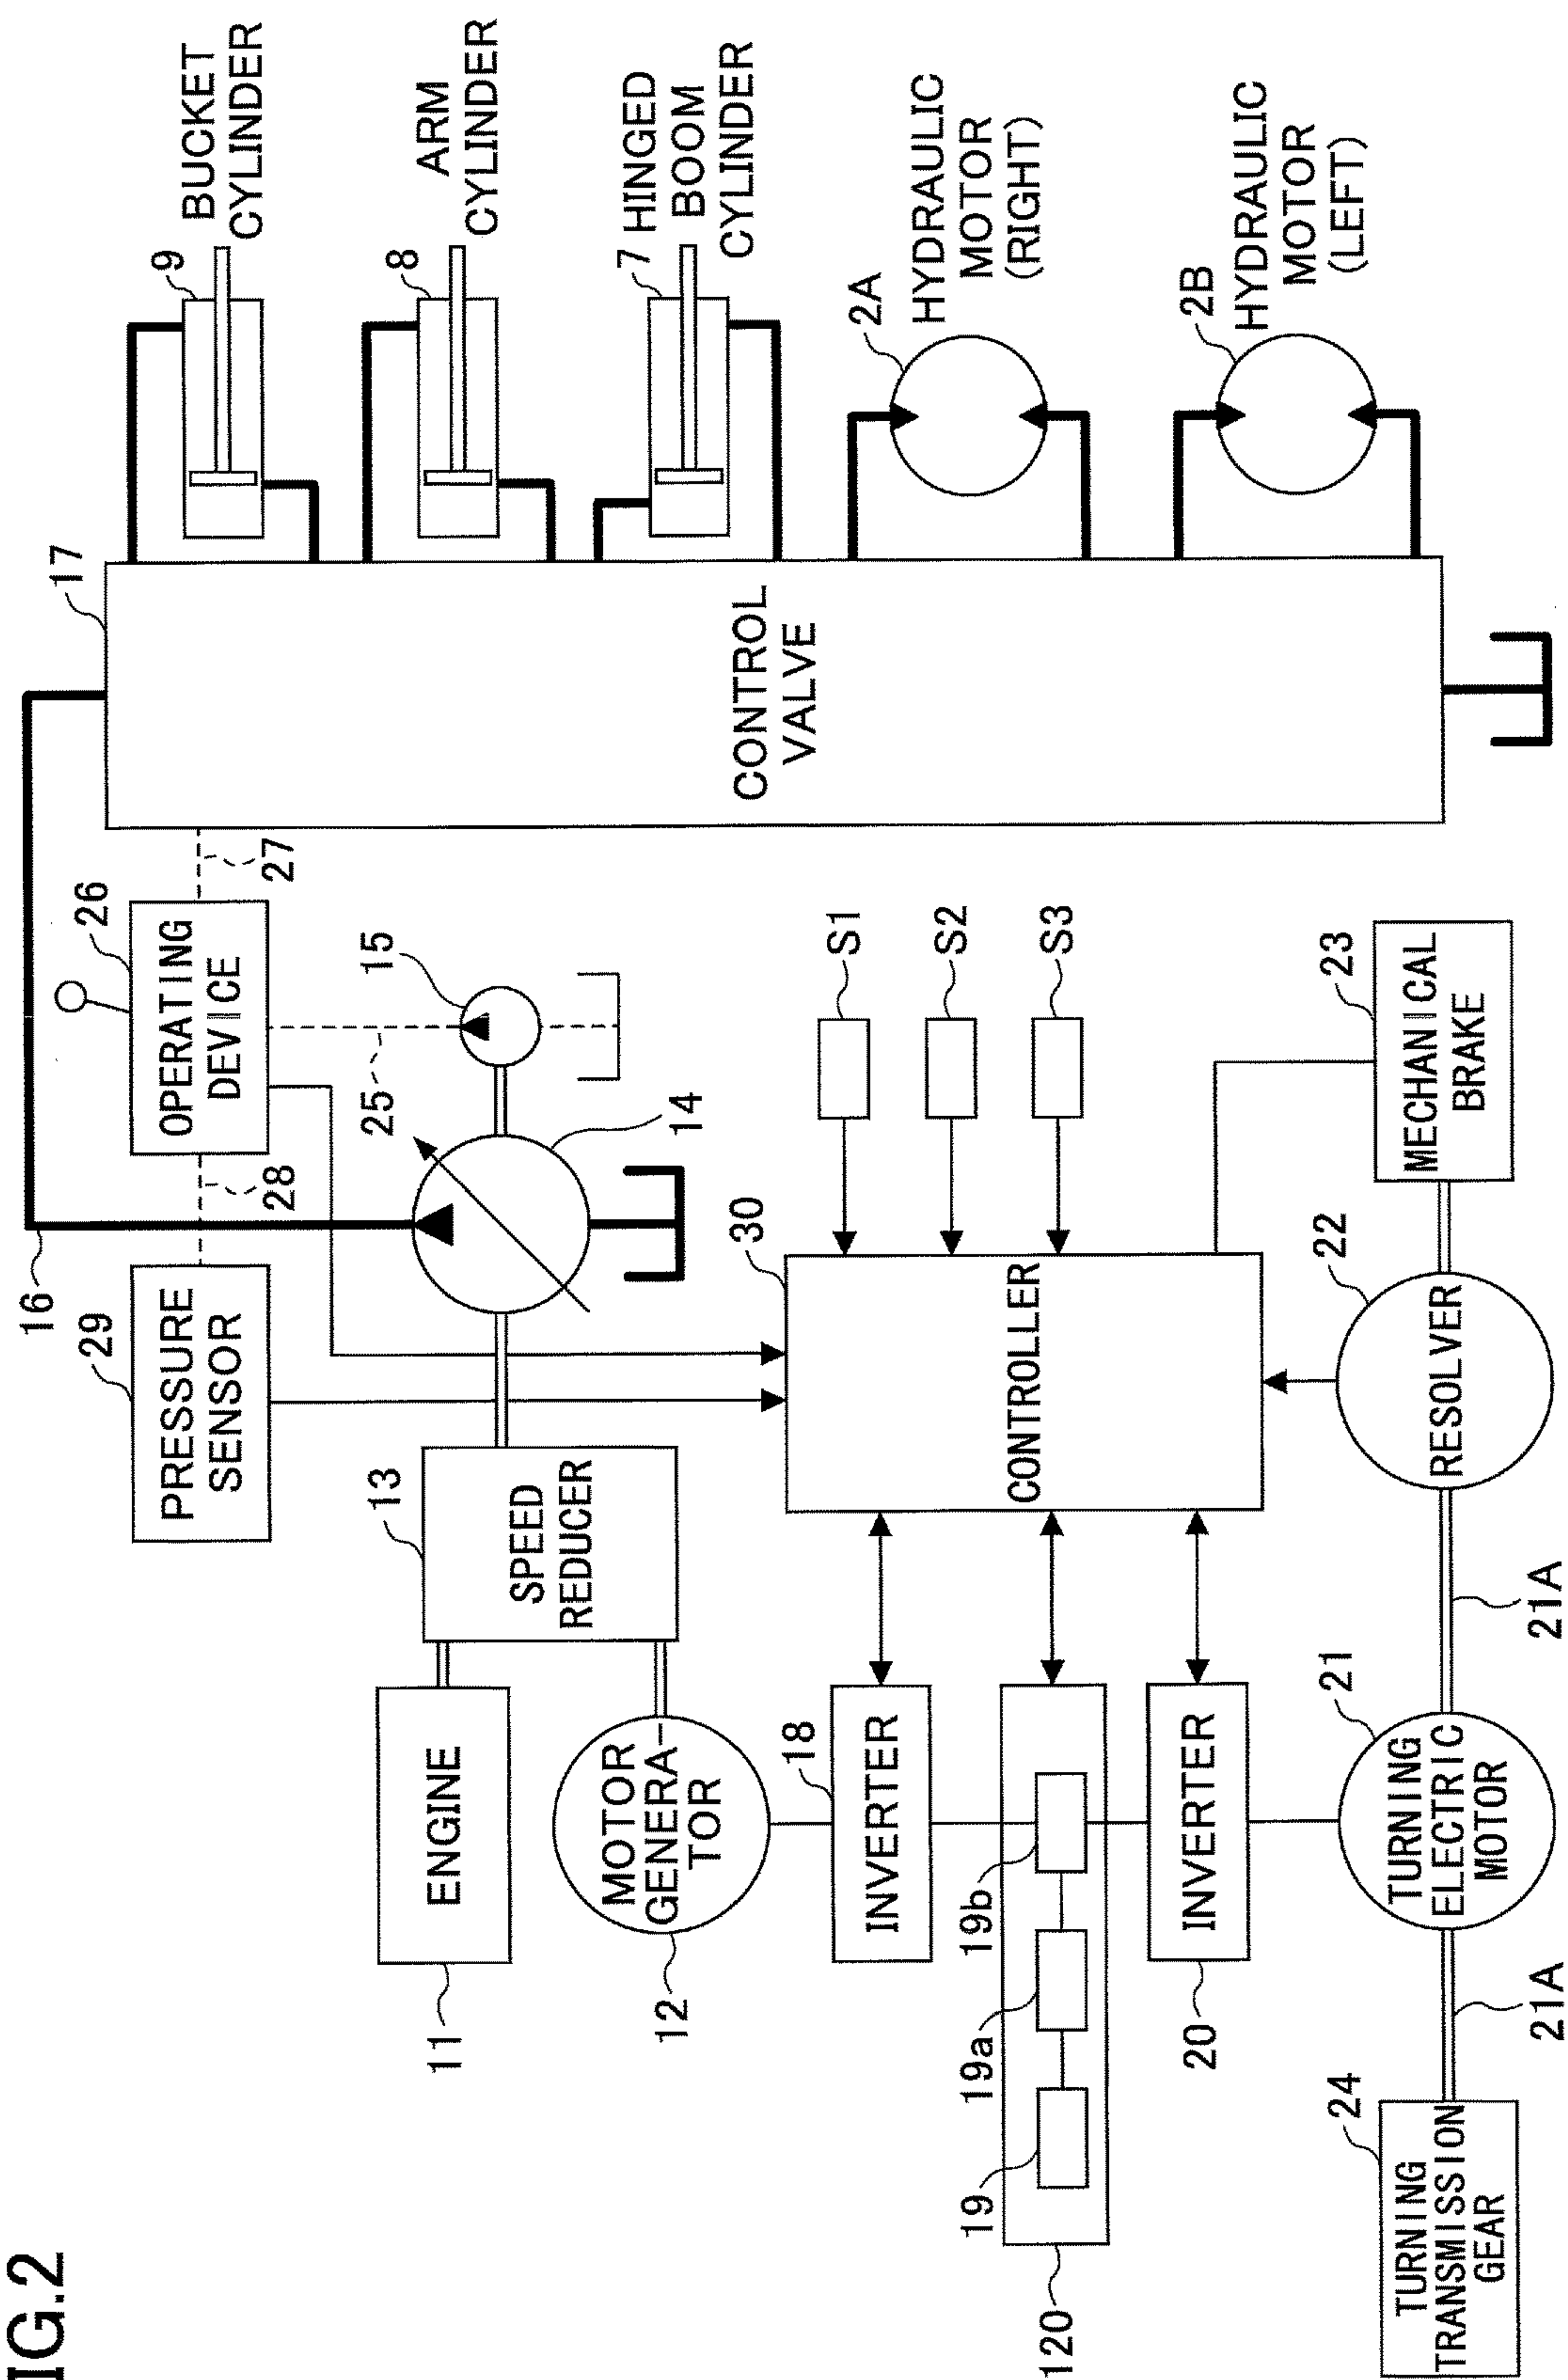 IG.2
BUCKET
CYLINDER
9
ARM
CYLINDER
8
HINGED
BOOM
CYLINDER
7
HYDRAULIC
MOTOR
(RIGHT)
2A
HYDRAULIC
MOTOR
(LEFT)
2B
17
CONTROL
VALVE
27
26
OPERATING
DEVICE
15
25
28
14
16
29
PRESSURE
SENSOR
S1
S2
S3
23
MECHANICAL
BRAKE
30
CONTROLLER
22
RESOLVER
13
SPEED
REDUCER
21A
ENGINE
11
MOTOR
GENERA-
TOR
12
18
INVERTER
19b
19a
19
120
INVERTER
20
21
TURNING
ELECTRIC
MOTOR
21A
24
TURNING
TRANSMISSION
GEAR